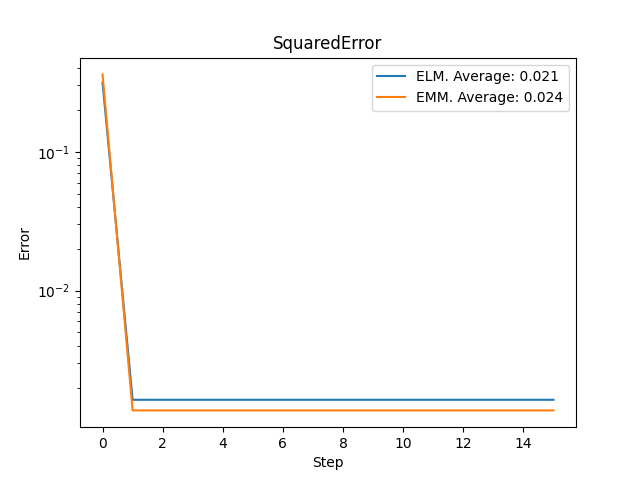 SquaredError
ELM. Average: 0.021
EMM. Average: 0.024
Error
10⁻¹
10⁻²
0 2 4 6 8 10 12 14
Step